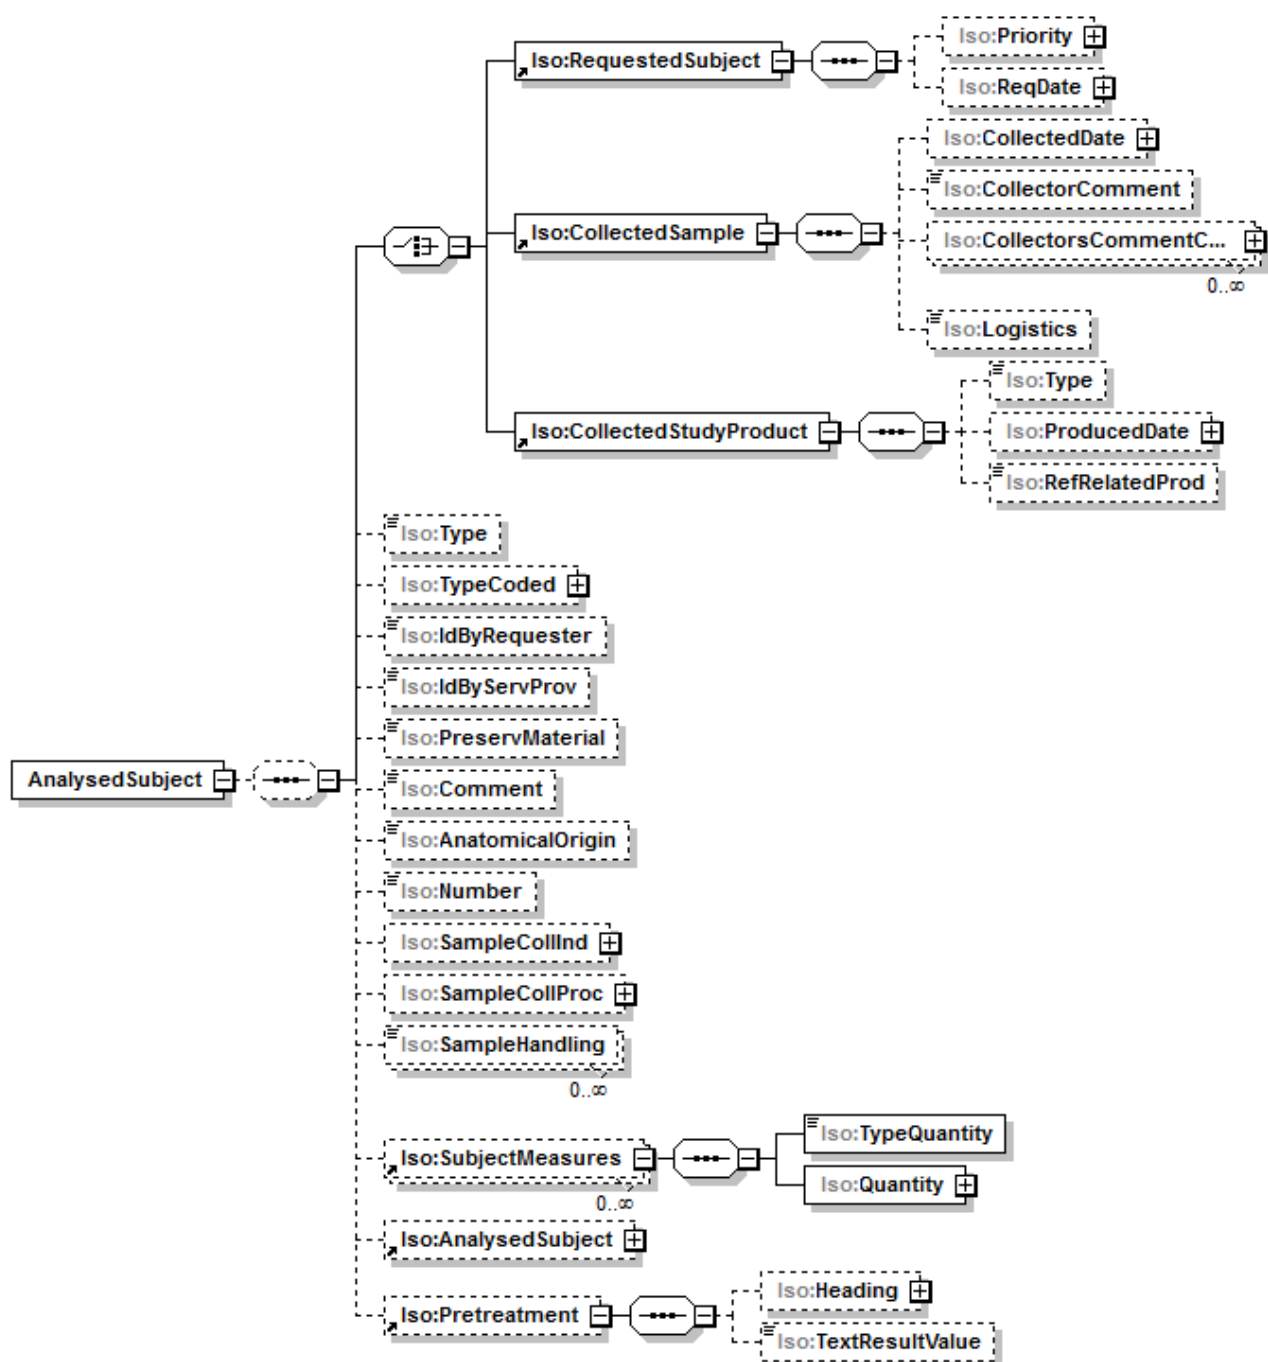 Iso:Priority
Iso:RequestedSubject
Iso:ReqDate
Iso:CollectedDate
Iso:CollectorComment
Iso:CollectedSample
Iso:CollectorsCommentC...
0..∞
Iso:Logistics
Iso:Type
Iso:CollectedStudyProduct
Iso:ProducedDate
Iso:RefRelatedProd
Iso:Type
Iso:TypeCoded
Iso:IdByRequester
Iso:IdByServProv
Iso:PreservMaterial
AnalysedSubject
Iso:Comment
Iso:AnatomicalOrigin
Iso:Number
Iso:SampleCollInd
Iso:SampleCollProc
Iso:SampleHandling
0..∞
Iso:TypeQuantity
Iso:SubjectMeasures
0..∞
Iso:Quantity
Iso:AnalysedSubject
Iso:Heading
Iso:Pretreatment
Iso:TextResultValue